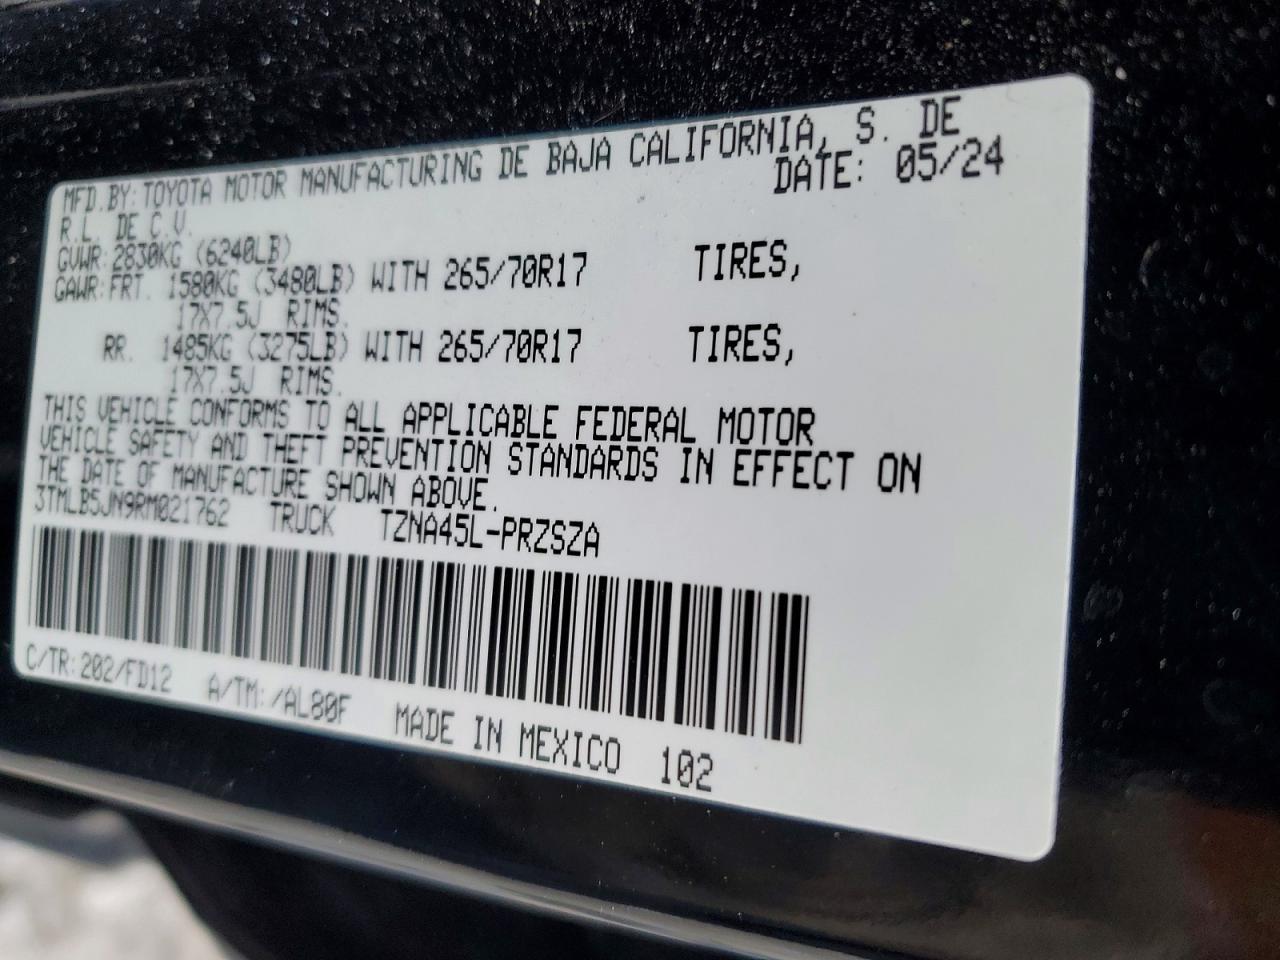 MFD.BY:TOYOTA MOTOR MANUFACTURING DE BAJA CALIFORNIA, S. DE
R.L. DE C.V. DATE: 05/24
GVWR:2830KG (6240LB)
GAWR:FRT. 1580KG (3480LB) WITH 265/70R17 TIRES,
17X7.5J RIMS.
RR. 1485KG (3275LB) WITH 265/70R17 TIRES,
17X7.5J RIMS.
THIS VEHICLE CONFORMS TO ALL APPLICABLE FEDERAL MOTOR
VEHICLE SAFETY AND THEFT PREVENTION STANDARDS IN EFFECT ON
THE DATE OF MANUFACTURE SHOWN ABOVE.
3TMLB5JN9RM021762 TRUCK TZNA45L-PRZSZA
C/TR:202/FD12 A/TM:/AL80F MADE IN MEXICO 102